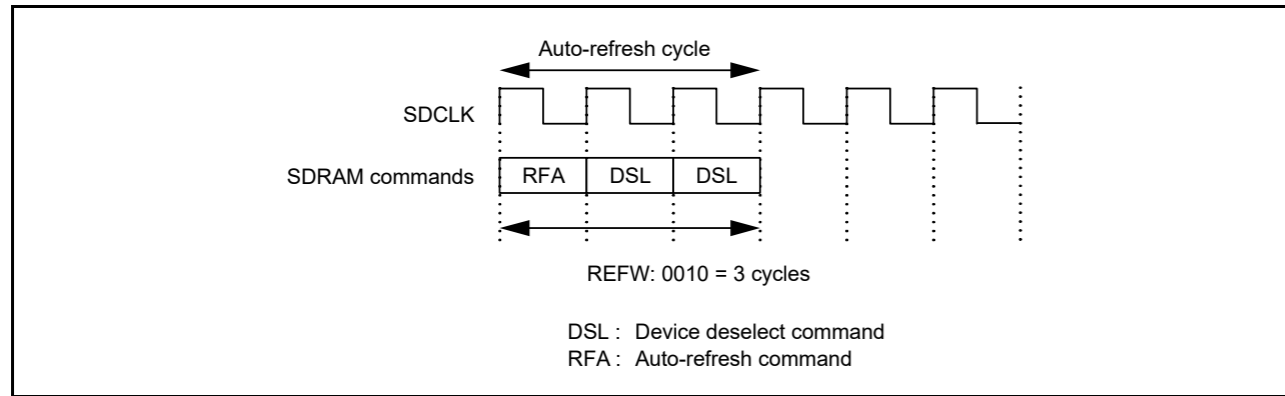 Auto-refresh cycle
SDCLK
SDRAM commands RFA DSL DSL
REFW: 0010 = 3 cycles
DSL : Device deselect command
RFA : Auto-refresh command